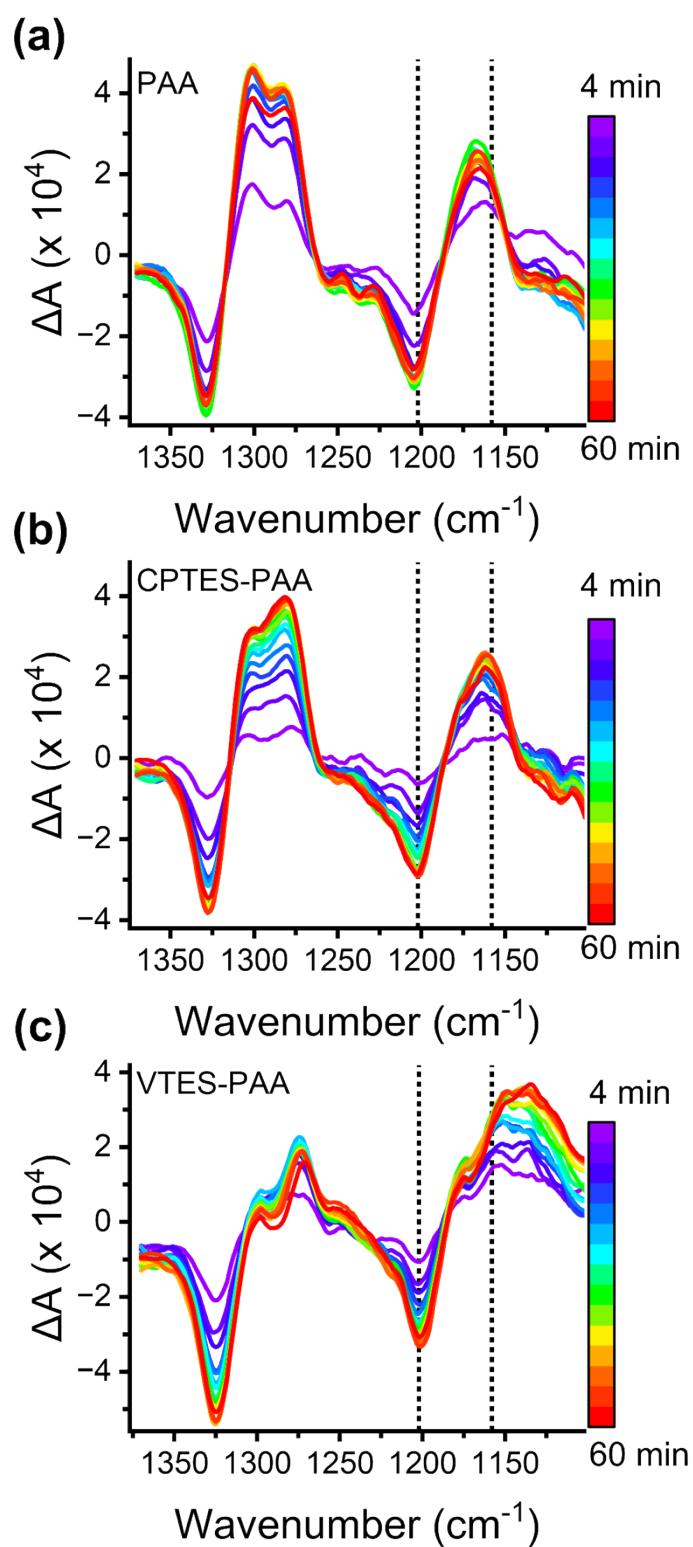 (a)
PAA
4 min
4
2
0
−2
−4
ΔA (x 10⁴)
1350 1300 1250 1200 1150
60 min
Wavenumber (cm⁻¹)
(b)
CPTES-PAA
4 min
4
2
0
−2
−4
ΔA (x 10⁴)
1350 1300 1250 1200 1150
60 min
Wavenumber (cm⁻¹)
(c)
VTES-PAA
4 min
4
2
0
−2
−4
ΔA (x 10⁴)
1350 1300 1250 1200 1150
60 min
Wavenumber (cm⁻¹)